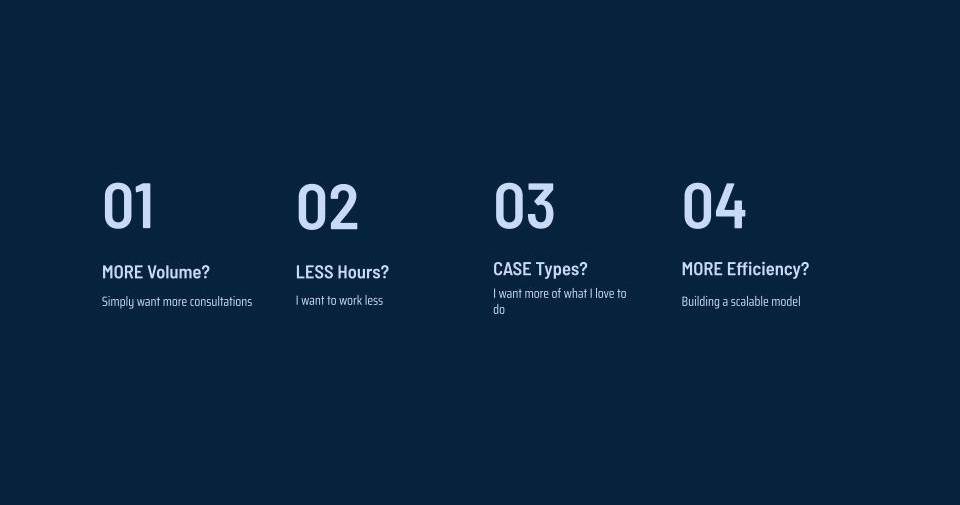 01
MORE Volume?
Simply want more consultations
02
LESS Hours?
I want to work less
03
CASE Types?
I want more of what I love to
do
04
MORE Efficiency?
Building a scalable model